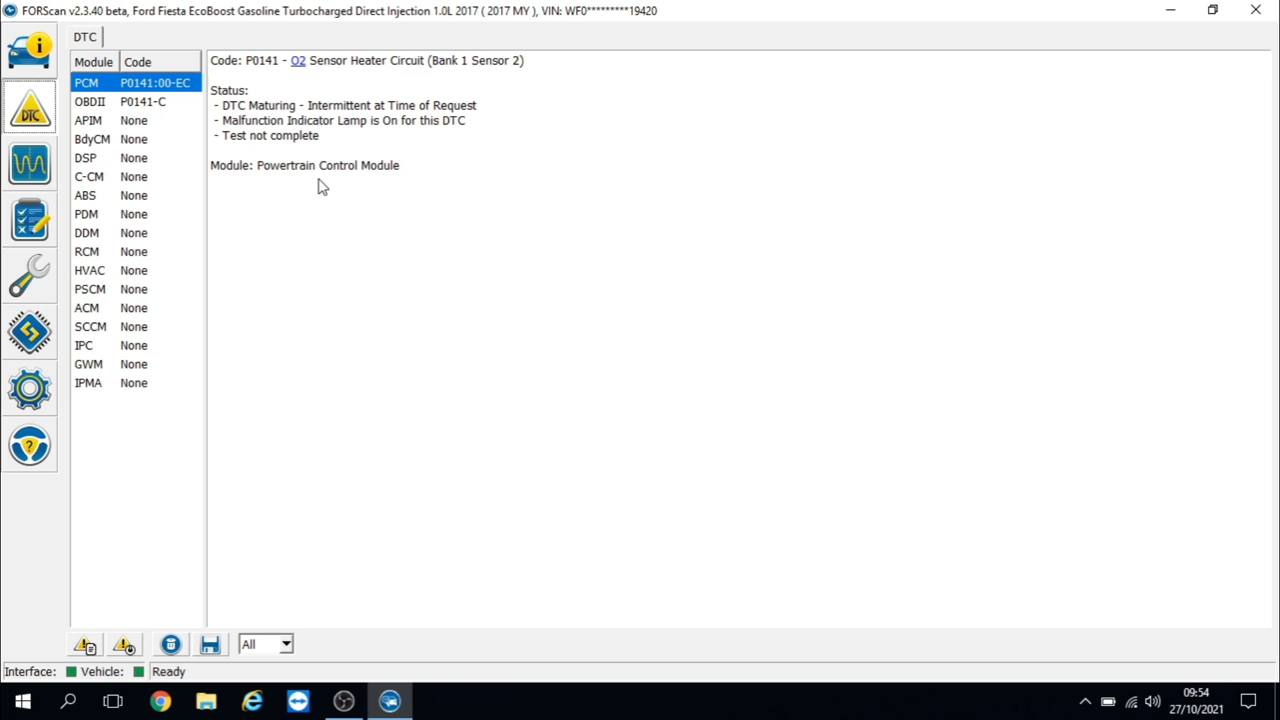 FORScan v2.3.40 beta, Ford Fiesta EcoBoost Gasoline Turbocharged Direct Injection 1.0L 2017 ( 2017 MY ), VIN: WF0*********19420
DTC
Module Code
PCM P0141:00-EC
OBDII P0141-C
APIM None
BdyCM None
DSP None
C-CM None
ABS None
PDM None
DDM None
RCM None
HVAC None
PSCM None
ACM None
SCCM None
IPC None
GWM None
IPMA None
Code: P0141 - O2 Sensor Heater Circuit (Bank 1 Sensor 2)
Status:
- DTC Maturing - Intermittent at Time of Request
- Malfunction Indicator Lamp is On for this DTC
- Test not complete
Module: Powertrain Control Module
DTC
All
Interface: Vehicle: Ready
09:54
27/10/2021